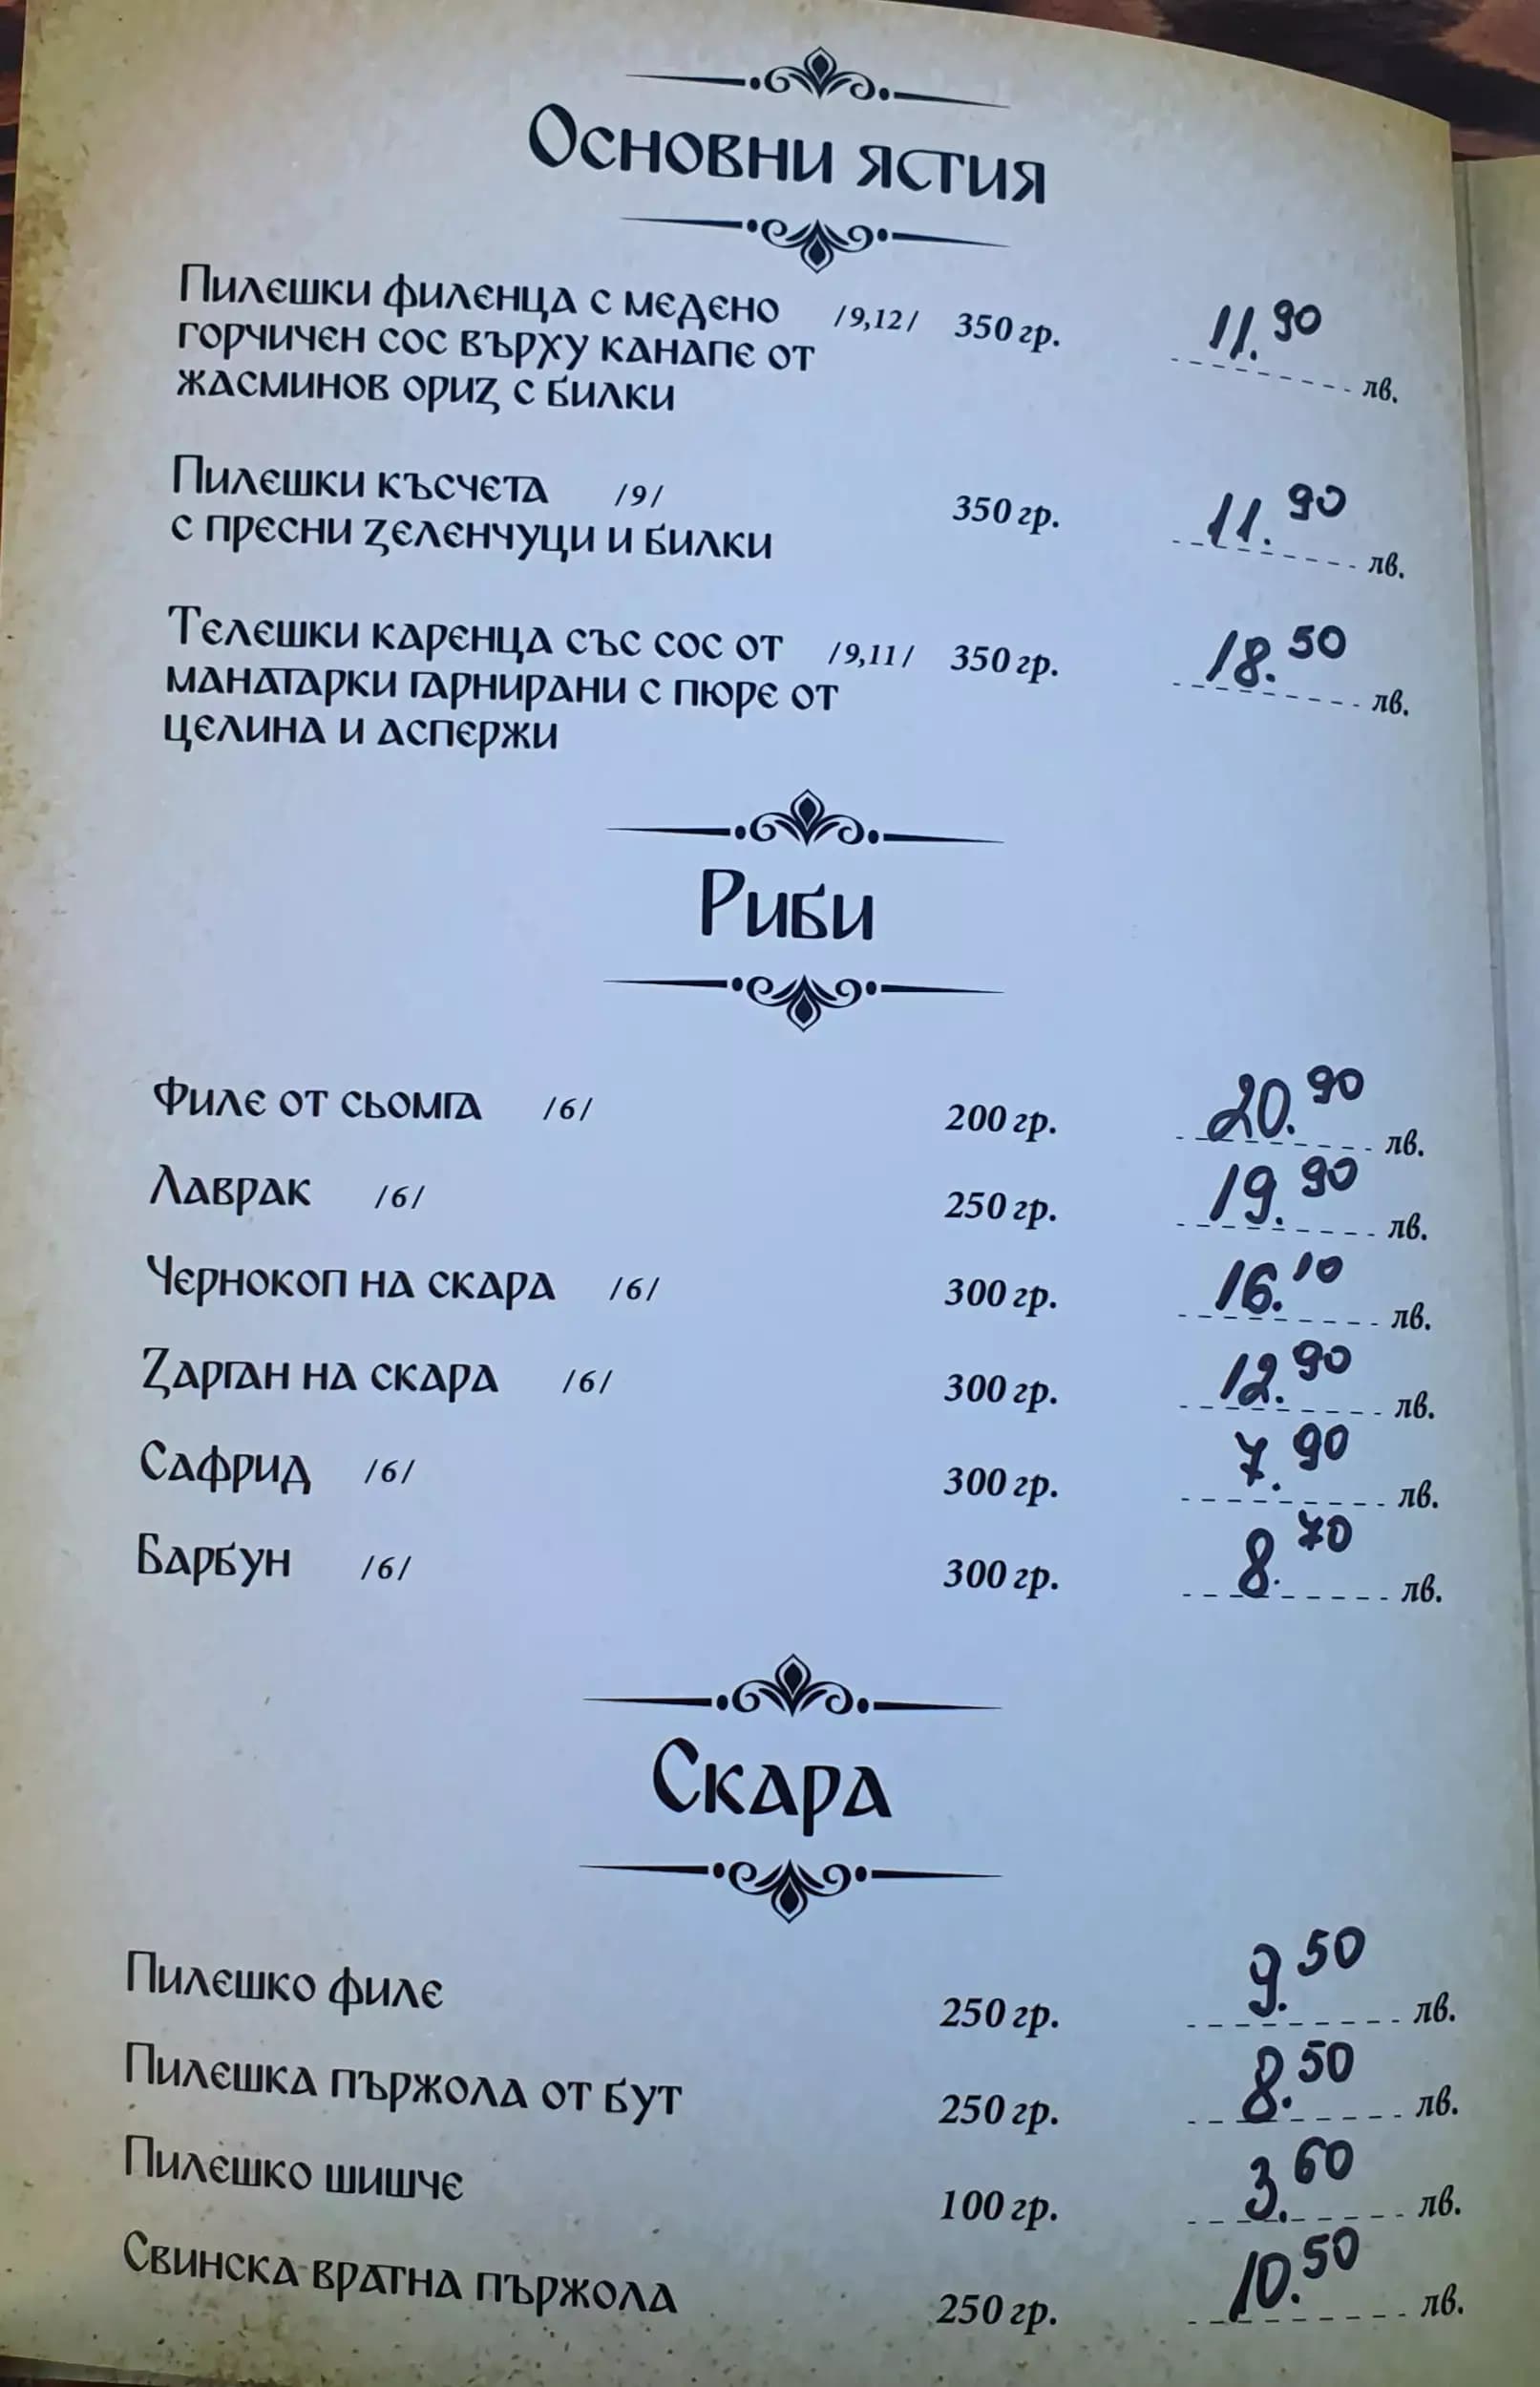 Основни ястия
Пилешки филенца с медено /9,12/ 350 гр. 11.90 лв.
горчичен сос върху канапе от
жасминов ориз с билки
Пилешки късчета /9/ 350 гр. 11.90 лв.
с пресни зеленчуци и билки
Телешки каренца със сос от /9,11/ 350 гр. 18.50 лв.
манатарки гарнирани с пюре от
целина и аспержи
Риби
Филе от сьомга /6/ 200 гр. 20.90 лв.
Лаврак /6/ 250 гр. 19.90 лв.
Чернокоп на скара /6/ 300 гр. 16.10 лв.
Зарган на скара /6/ 300 гр. 12.90 лв.
Сафрид /6/ 300 гр. 7.90 лв.
Барбун /6/ 300 гр. 8.70 лв.
Скара
Пилешко филе 250 гр. 9.50 лв.
Пилешка пържола от бут 250 гр. 8.50 лв.
Пилешко шишче 100 гр. 3.60 лв.
Свинска вратна пържола 250 гр. 10.50 лв.